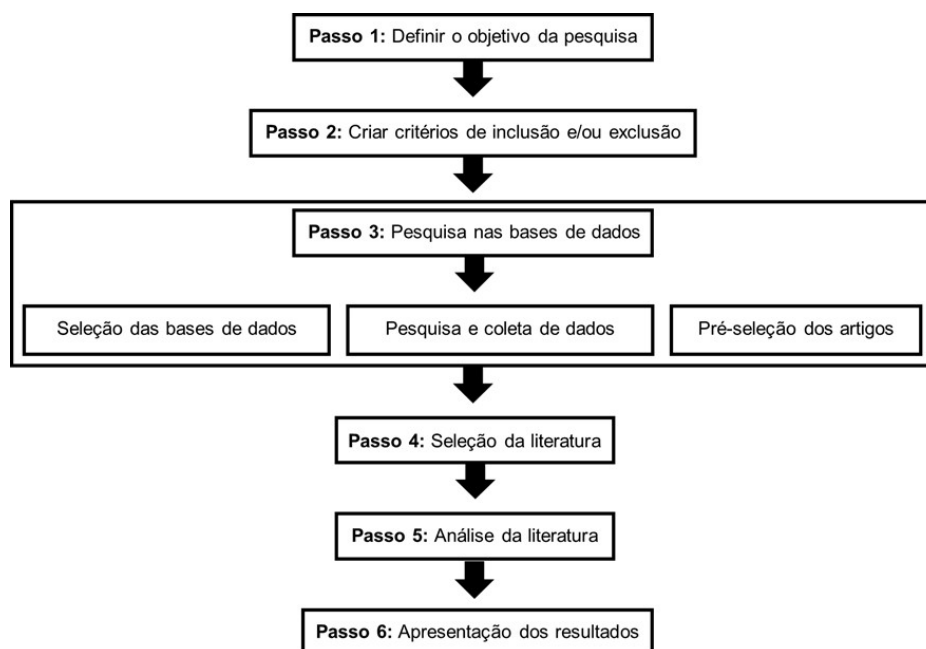 Passo 1: Definir o objetivo da pesquisa
Passo 2: Criar critérios de inclusão e/ou exclusão
Passo 3: Pesquisa nas bases de dados
Seleção das bases de dados
Pesquisa e coleta de dados
Pré-seleção dos artigos
Passo 4: Seleção da literatura
Passo 5: Análise da literatura
Passo 6: Apresentação dos resultados